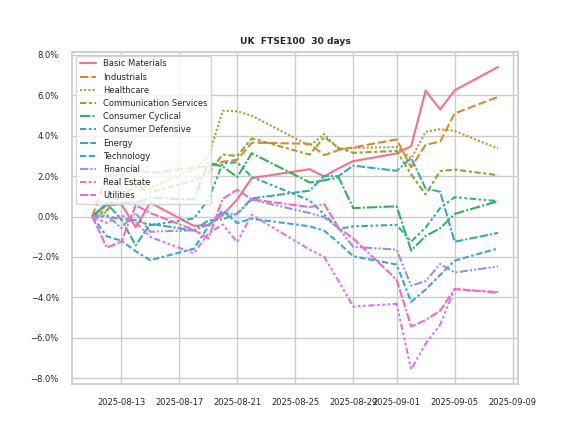 UK  FTSE100  30 days
8.0%
6.0%
4.0%
2.0%
0.0%
−2.0%
−4.0%
−6.0%
−8.0%
Basic Materials
Industrials
Healthcare
Communication Services
Consumer Cyclical
Consumer Defensive
Energy
Technology
Financial
Real Estate
Utilities
2025-08-13 2025-08-17 2025-08-21 2025-08-25 2025-08-29 2025-09-01 2025-09-05 2025-09-09